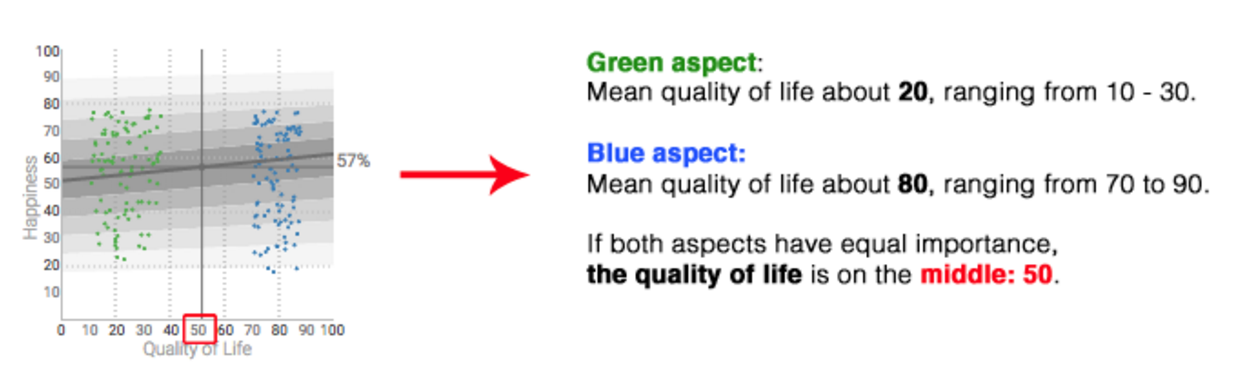 100
90
80
70
60
50
40
30
20
10
Happiness
57%
0 10 20 30 40 50 60 70 80 90 100
Quality of Life
Green aspect:
Mean quality of life about 20, ranging from 10 - 30.
Blue aspect:
Mean quality of life about 80, ranging from 70 to 90.
If both aspects have equal importance,
the quality of life is on the middle: 50.